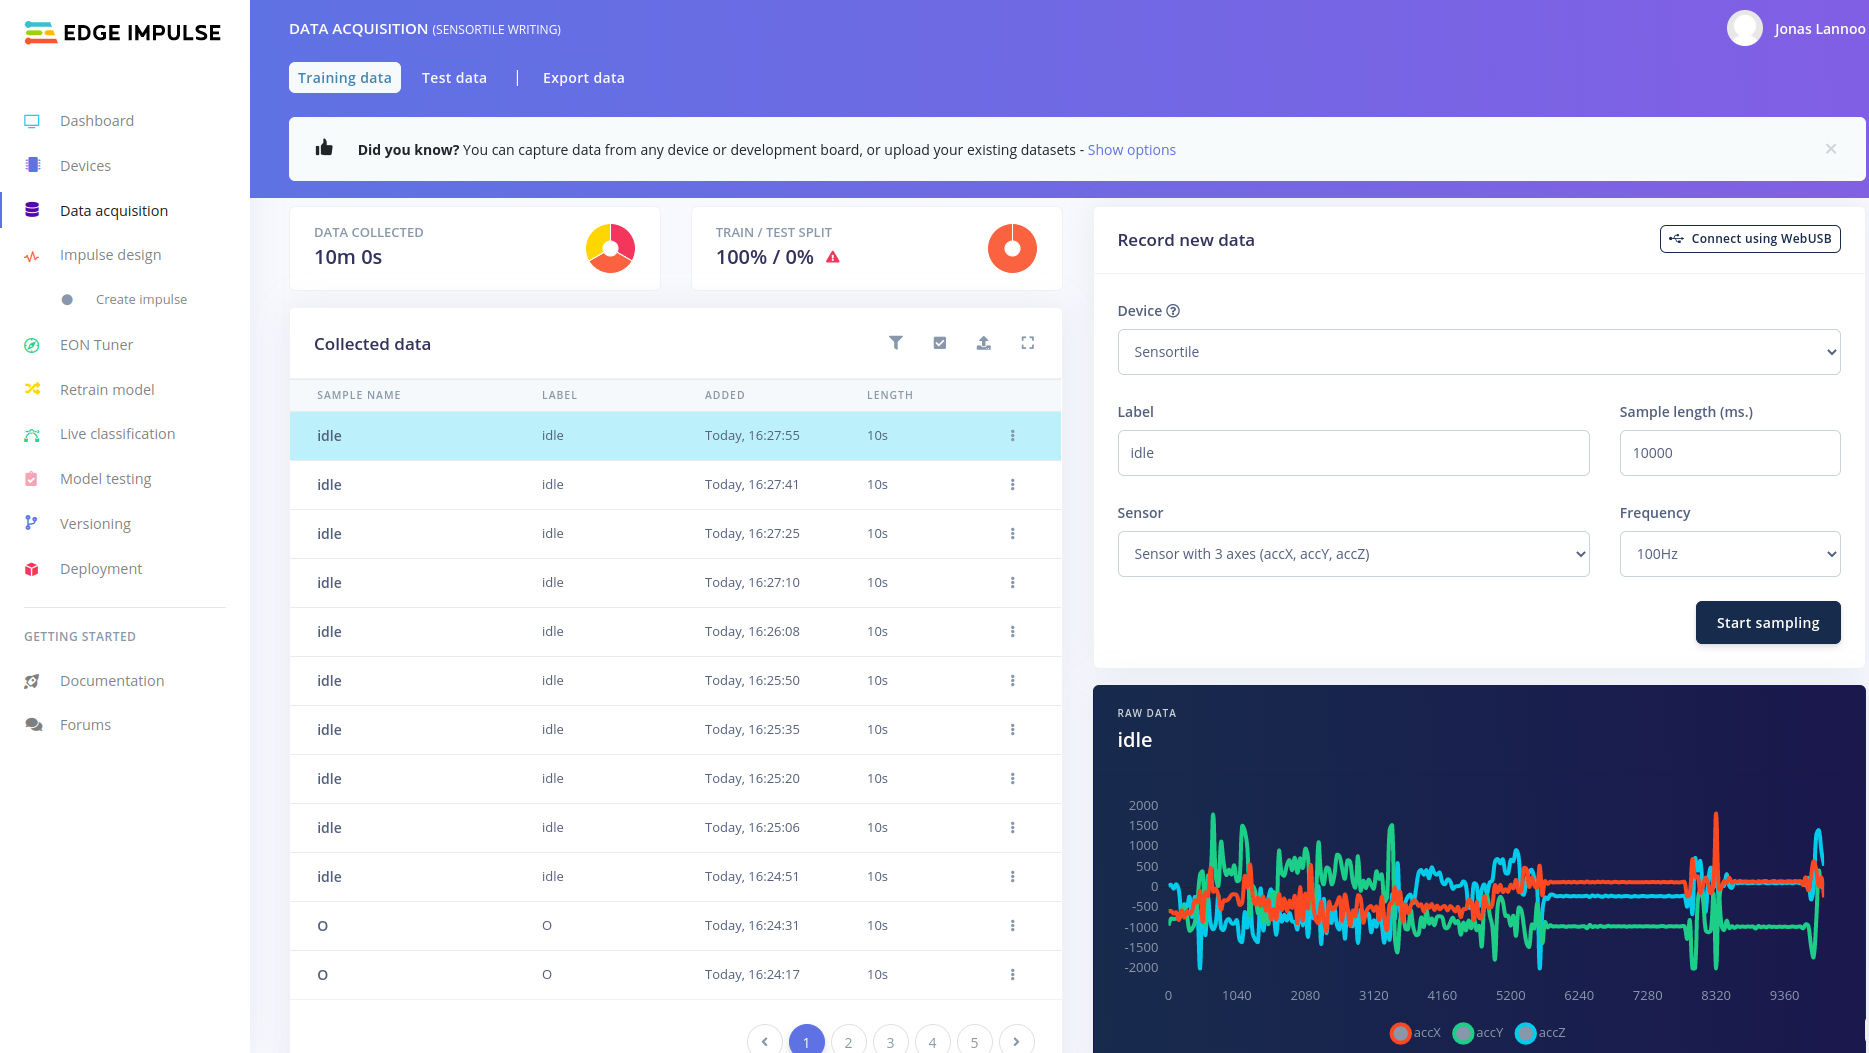 EDGE IMPULSE
Dashboard
Devices
Data acquisition
Impulse design
Create impulse
EON Tuner
Retrain model
Live classification
Model testing
Versioning
Deployment
GETTING STARTED
Documentation
Forums
DATA ACQUISITION (SENSORTILE WRITING)
Jonas Lannoo
Training data Test data | Export data
Did you know? You can capture data from any device or development board, or upload your existing datasets - Show options
×
DATA COLLECTED
10m 0s
TRAIN / TEST SPLIT
100% / 0%
Collected data
SAMPLE NAME LABEL ADDED LENGTH
idle idle Today, 16:27:55 10s
idle idle Today, 16:27:41 10s
idle idle Today, 16:27:25 10s
idle idle Today, 16:27:10 10s
idle idle Today, 16:26:08 10s
idle idle Today, 16:25:50 10s
idle idle Today, 16:25:35 10s
idle idle Today, 16:25:20 10s
idle idle Today, 16:25:06 10s
idle idle Today, 16:24:51 10s
O O Today, 16:24:31 10s
O O Today, 16:24:17 10s
1 2 3 4 5
Record new data
Connect using WebUSB
Device
Sensortile
Label Sample length (ms.)
idle 10000
Sensor Frequency
Sensor with 3 axes (accX, accY, accZ) 100Hz
Start sampling
RAW DATA
idle
2000
1500
1000
500
0
-500
-1000
-1500
-2000
0 1040 2080 3120 4160 5200 6240 7280 8320 9360
accX accY accZ